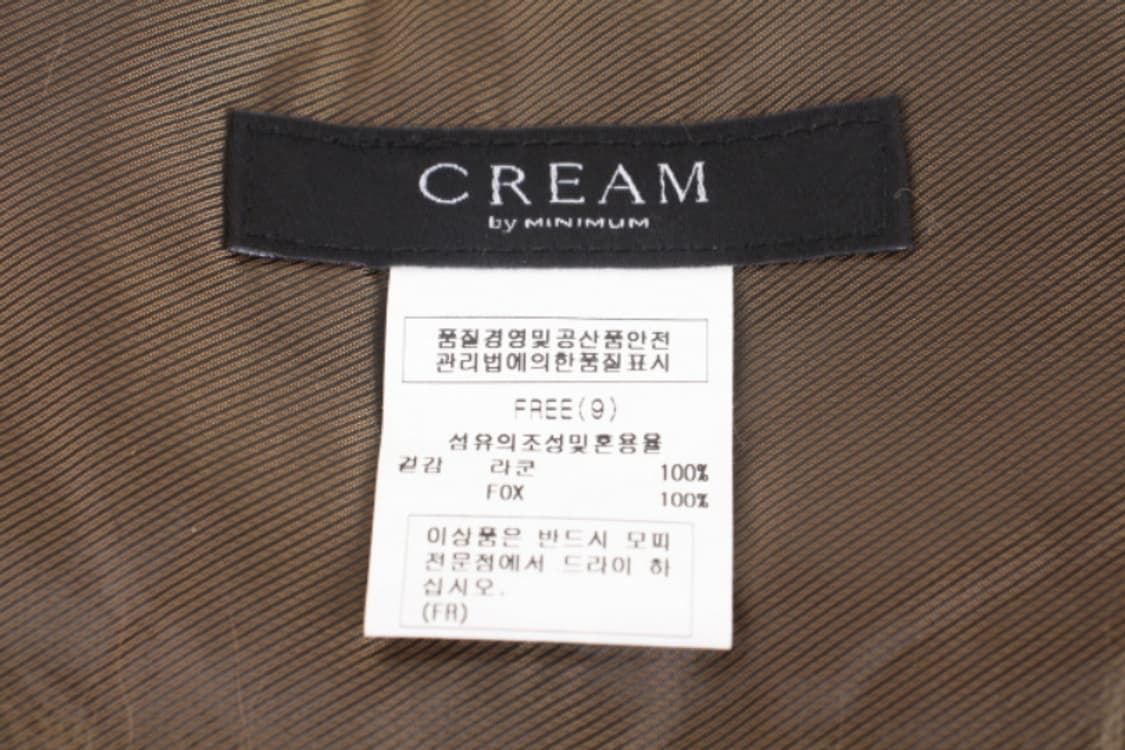 CREAM
by MINIMUM
품질경영및공산품안전
관리법에의한품질표시
FREE(9)
섬유의조성및혼용율
겉감 라쿤 100%
FOX 100%
이상품은 반드시 모피
전문점에서 드라이 하
십시오.
(FR)